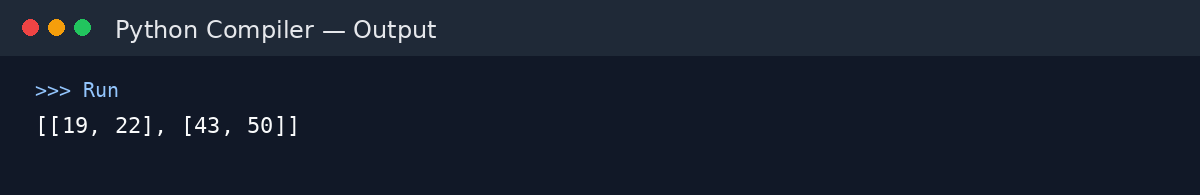 Python Compiler — Output
>>> Run
[[19, 22], [43, 50]]